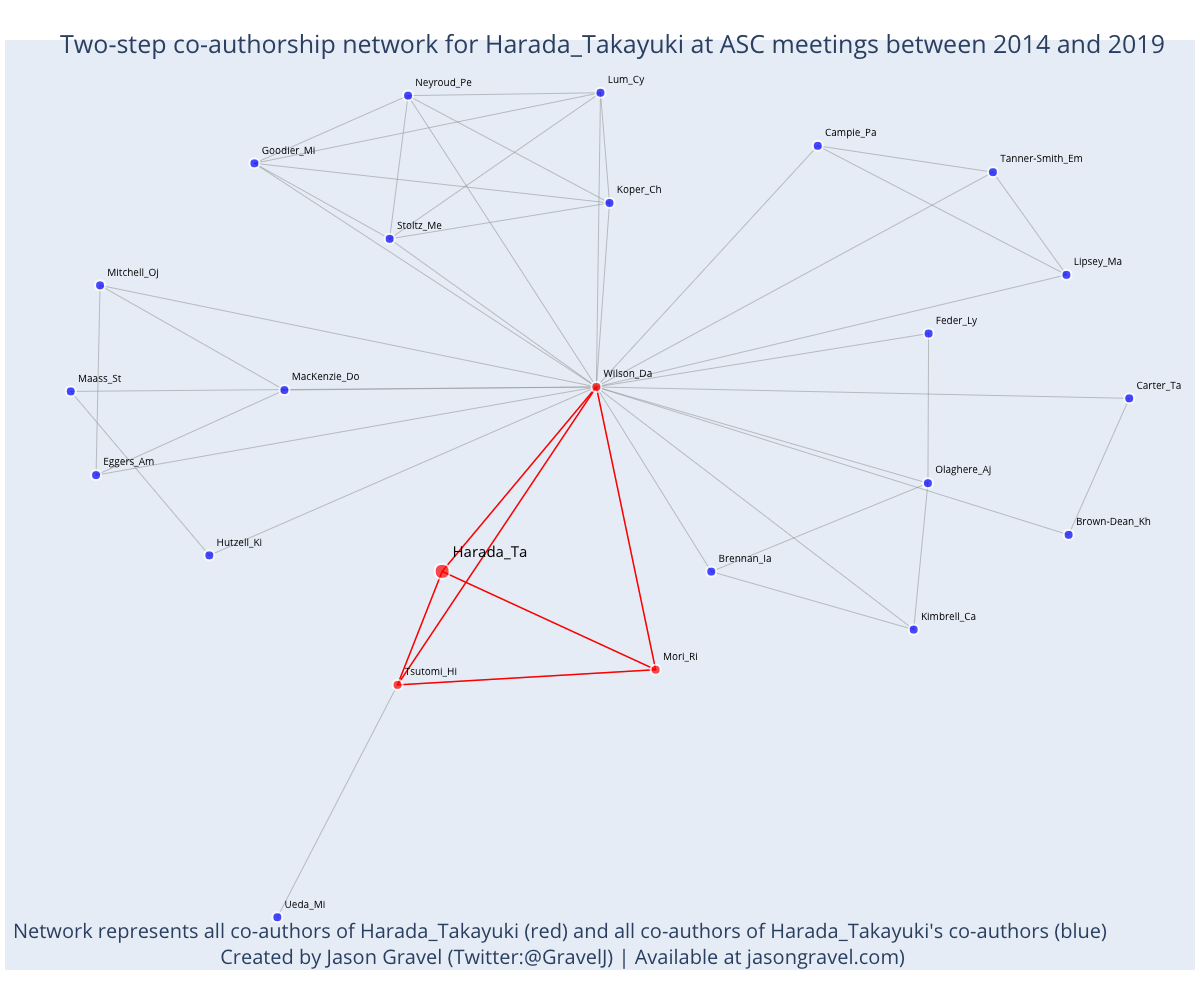 Two-step co-authorship network for Harada_Takayuki at ASC meetings between 2014 and 2019
Lum_Cy
Neyroud_Pe
Campie_Pa
Goodier_Mi
Tanner-Smith_Em
Koper_Ch
Stoltz_Me
Lipsey_Ma
Mitchell_Oj
Feder_Ly
Wilson_Da
MacKenzie_Do
Maass_St
Carter_Ta
Eggers_Am
Olaghere_Aj
Brown-Dean_Kh
Hutzell_Ki
Harada_Ta
Brennan_Ia
Kimbrell_Ca
Mori_Ri
Tsutomi_Hi
Ueda_Mi
Network represents all co-authors of Harada_Takayuki (red) and all co-authors of Harada_Takayuki's co-authors (blue)
Created by Jason Gravel (Twitter:@GravelJ) | Available at jasongravel.com)